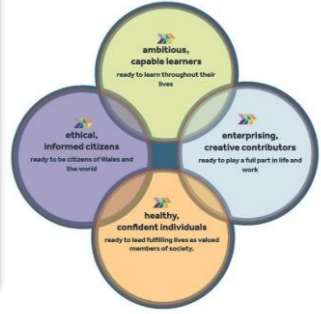 ambitious,
capable learners
ready to learn throughout their
lives
ethical,
informed citizens
ready to be citizens of Wales and
the world
enterprising,
creative contributors
ready to play a full part in life and
work
healthy,
confident individuals
ready to lead fulfilling lives as valued
members of society.